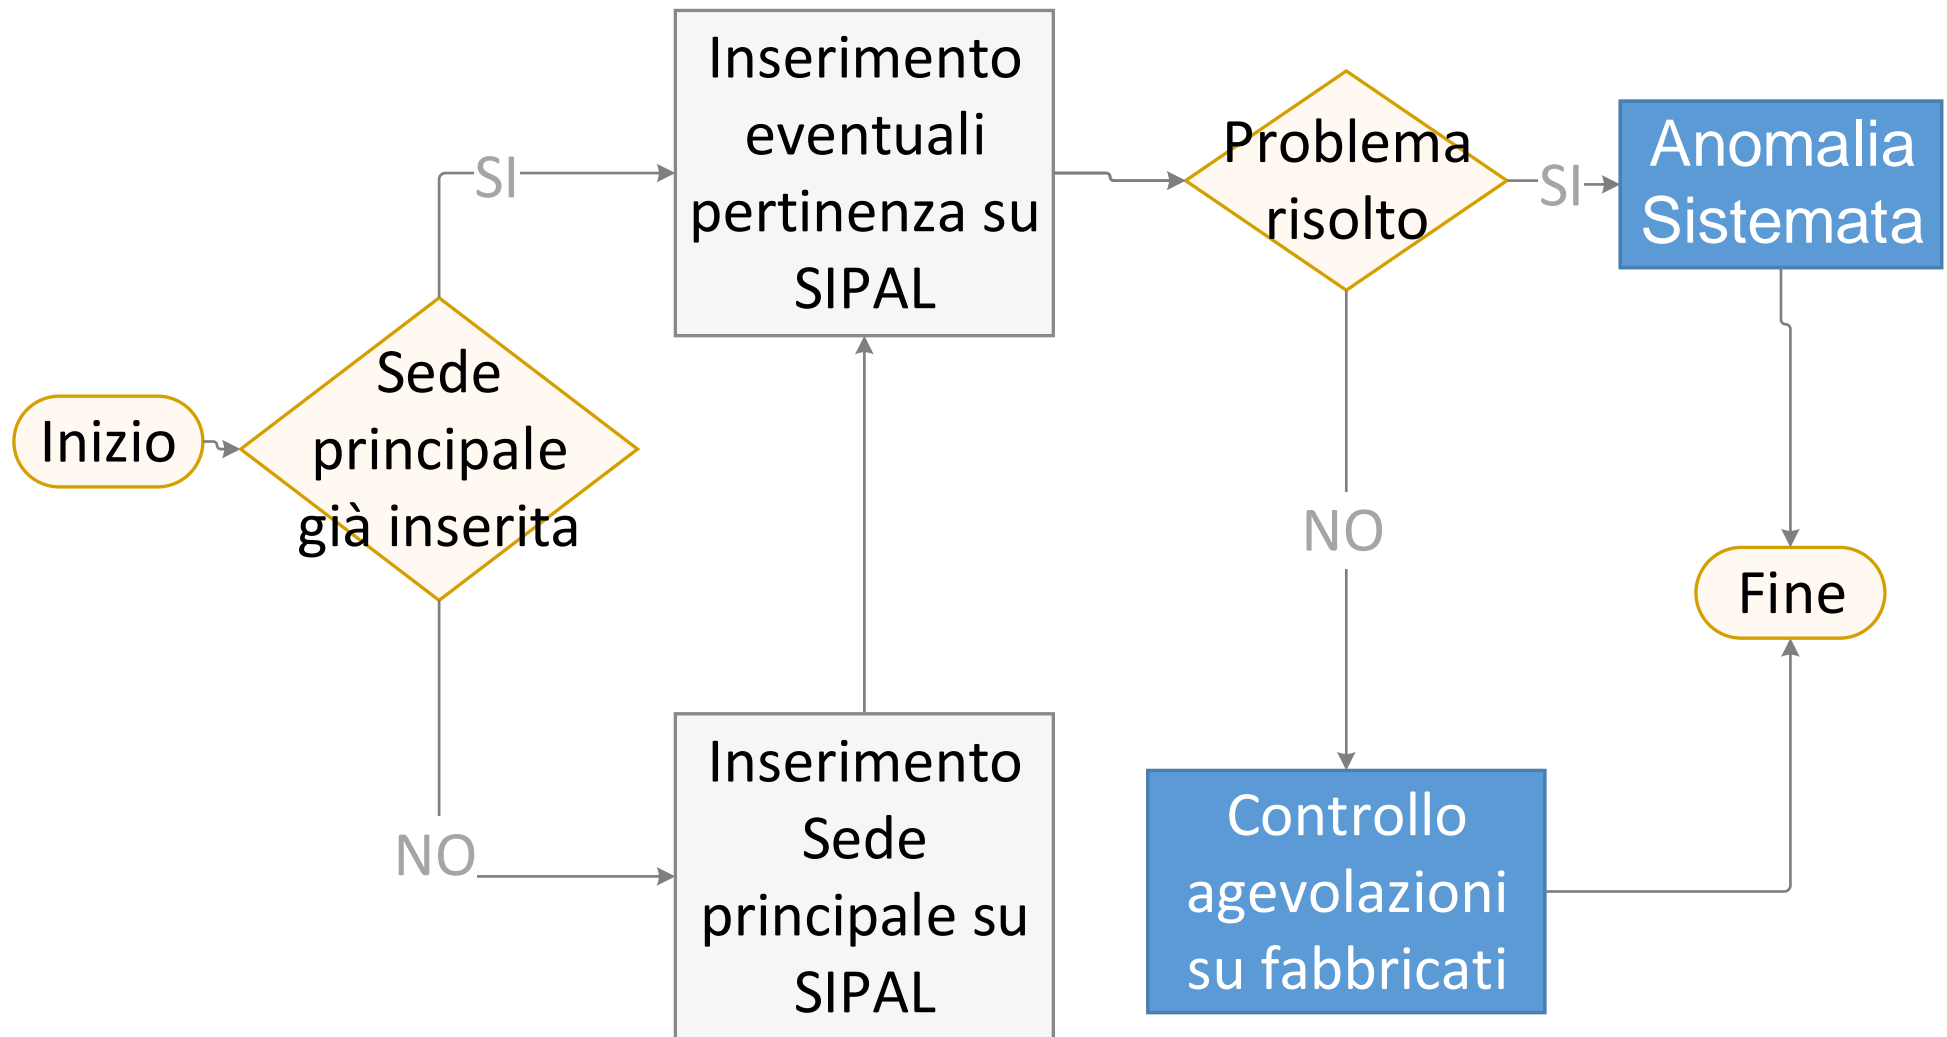 Inizio
Sede
principale
già inserita
SI
NO
Inserimento
eventuali
pertinenza su
SIPAL
Inserimento
Sede
principale su
SIPAL
Problema
risolto
SI
NO
Anomalia
Sistemata
Controllo
agevolazioni
su fabbricati
Fine